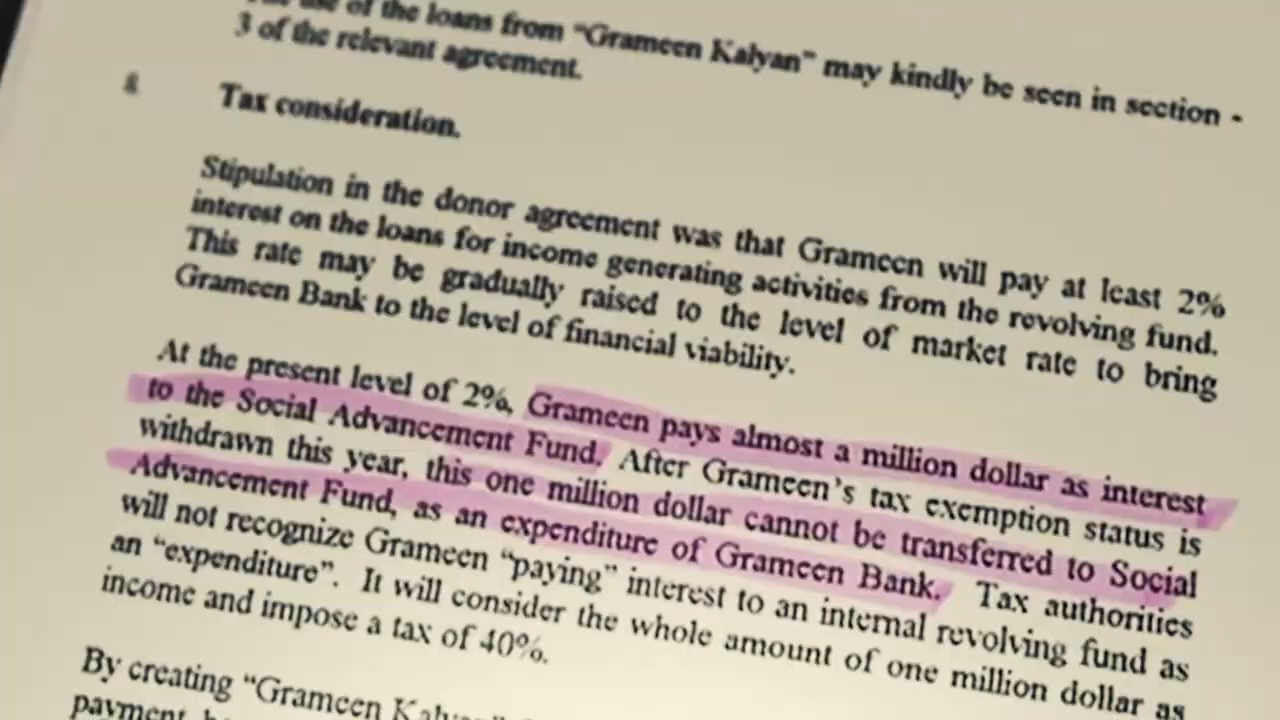 use of the loans from "Grameen Kalyan" may kindly be seen in section -
3 of the relevant agreement.
Tax consideration.
Stipulation in the donor agreement was that Grameen will pay at least 2%
interest on the loans for income generating activities from the revolving fund.
This rate may be gradually raised to the level of market rate to bring
Grameen Bank to the level of financial viability.
At the present level of 2%, Grameen pays almost a million dollar as interest
to the Social Advancement Fund. After Grameen's tax exemption status is
withdrawn this year, this one million dollar cannot be transferred to Social
Advancement Fund, as an expenditure of Grameen Bank. Tax authorities
will not recognize Grameen "paying" interest to an internal revolving fund as
an "expenditure". It will consider the whole amount of one million dollar as
income and impose a tax of 40%.
By creating "Grameen Kalyan"
payment